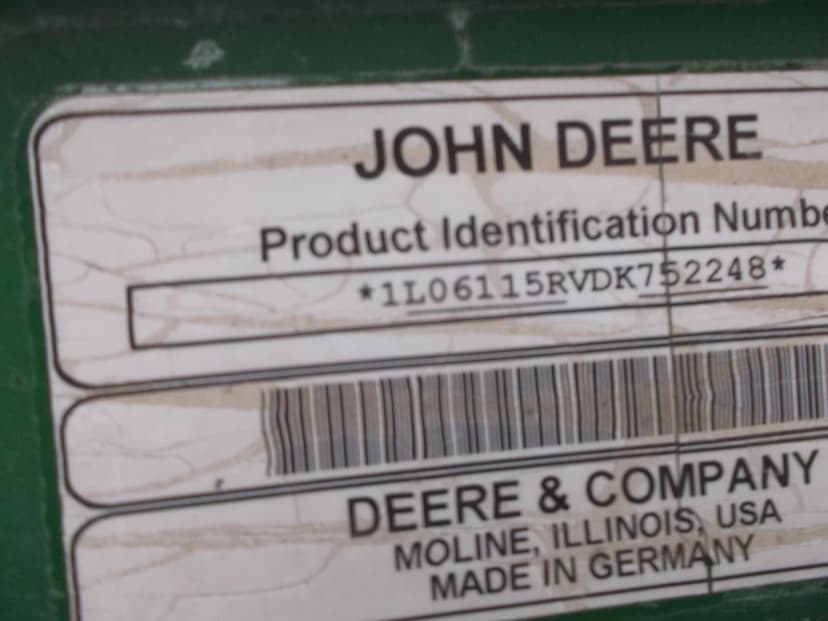 JOHN DEERE
Product Identification Numbe
*1L06115RVDK752248*
DEERE & COMPANY
MOLINE, ILLINOIS, USA
MADE IN GERMANY